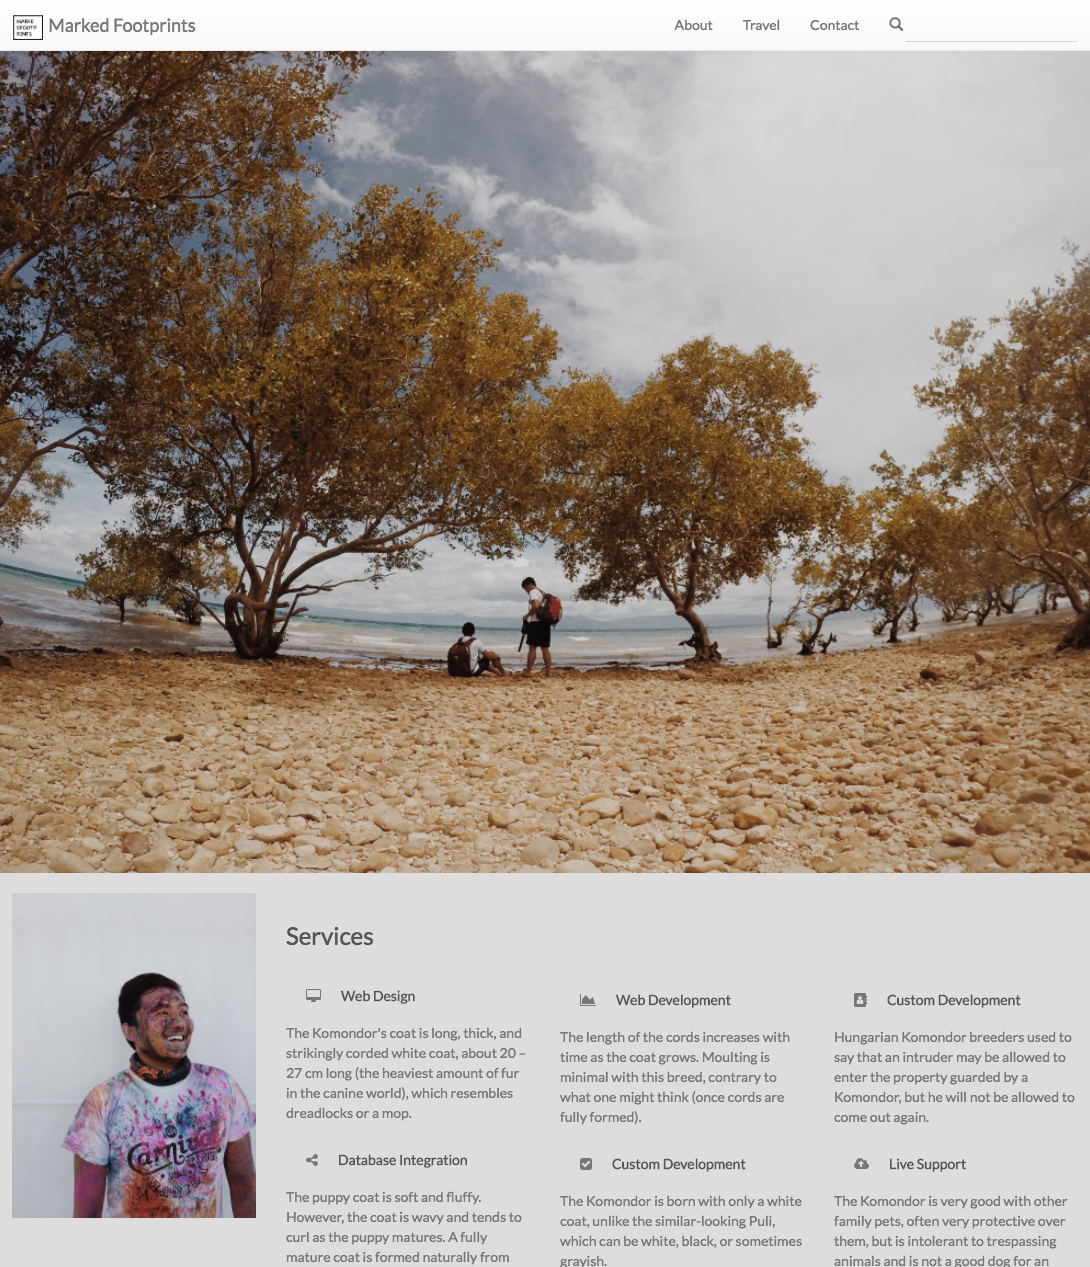 MARKE
DFOOTP
RINTS
Marked Footprints
About
Travel
Contact
Services
Web Design
The Komondor's coat is long, thick, and
strikingly corded white coat, about 20 –
27 cm long (the heaviest amount of fur
in the canine world), which resembles
dreadlocks or a mop.
Web Development
The length of the cords increases with
time as the coat grows. Moulting is
minimal with this breed, contrary to
what one might think (once cords are
fully formed).
Custom Development
Hungarian Komondor breeders used to
say that an intruder may be allowed to
enter the property guarded by a
Komondor, but he will not be allowed to
come out again.
Database Integration
The puppy coat is soft and fluffy.
However, the coat is wavy and tends to
curl as the puppy matures. A fully
mature coat is formed naturally from
Custom Development
The Komondor is born with only a white
coat, unlike the similar-looking Puli,
which can be white, black, or sometimes
grayish.
Live Support
The Komondor is very good with other
family pets, often very protective over
them, but is intolerant to trespassing
animals and is not a good dog for an
Carnival